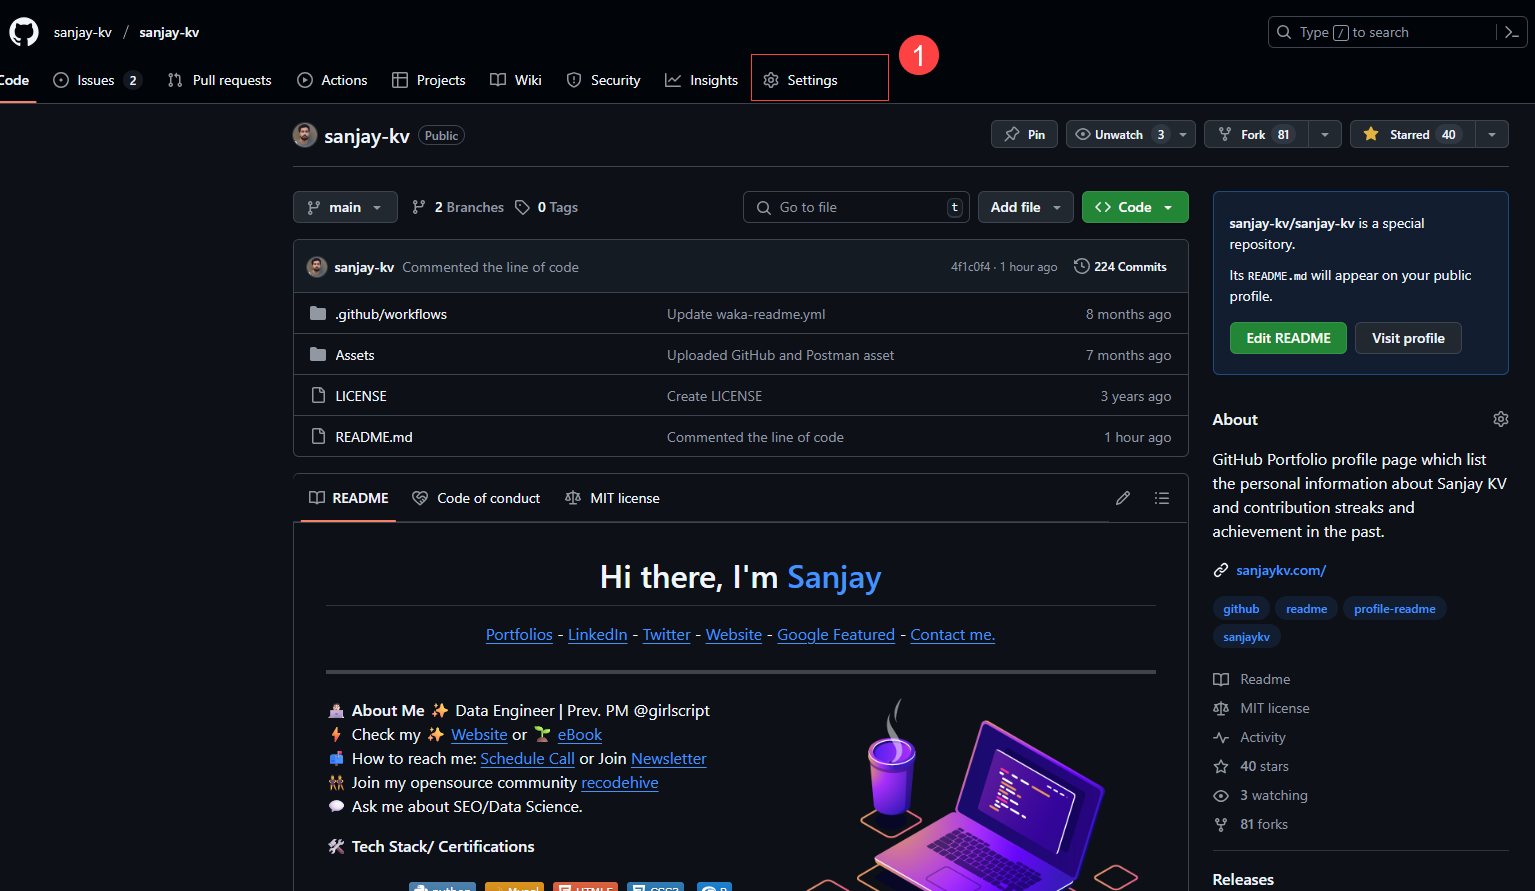 sanjay-kv / sanjay-kv
Type / to search
Code
Issues 2
Pull requests
Actions
Projects
Wiki
Security
Insights
Settings
1
sanjay-kv Public
Pin
Unwatch 3
Fork 81
Starred 40
main
2 Branches
0 Tags
Go to file t
Add file
<> Code
sanjay-kv Commented the line of code 4f1c0f4 · 1 hour ago 224 Commits
.github/workflows Update waka-readme.yml 8 months ago
Assets Uploaded GitHub and Postman asset 7 months ago
LICENSE Create LICENSE 3 years ago
README.md Commented the line of code 1 hour ago
README
Code of conduct
MIT license
Hi there, I'm Sanjay
Portfolios - LinkedIn - Twitter - Website - Google Featured - Contact me.
About Me ✨ Data Engineer | Prev. PM @girlscript
Check my ✨ Website or 🌱 eBook
How to reach me: Schedule Call or Join Newsletter
Join my opensource community recodehive
Ask me about SEO/Data Science.
Tech Stack/ Certifications
python
Mysql
HTML5
CSS3
R
sanjay-kv/sanjay-kv is a special
repository.
Its README.md will appear on your public
profile.
Edit README
Visit profile
About
GitHub Portfolio profile page which list
the personal information about Sanjay KV
and contribution streaks and
achievement in the past.
sanjaykv.com/
github
readme
profile-readme
sanjaykv
Readme
MIT license
Activity
40 stars
3 watching
81 forks
Releases